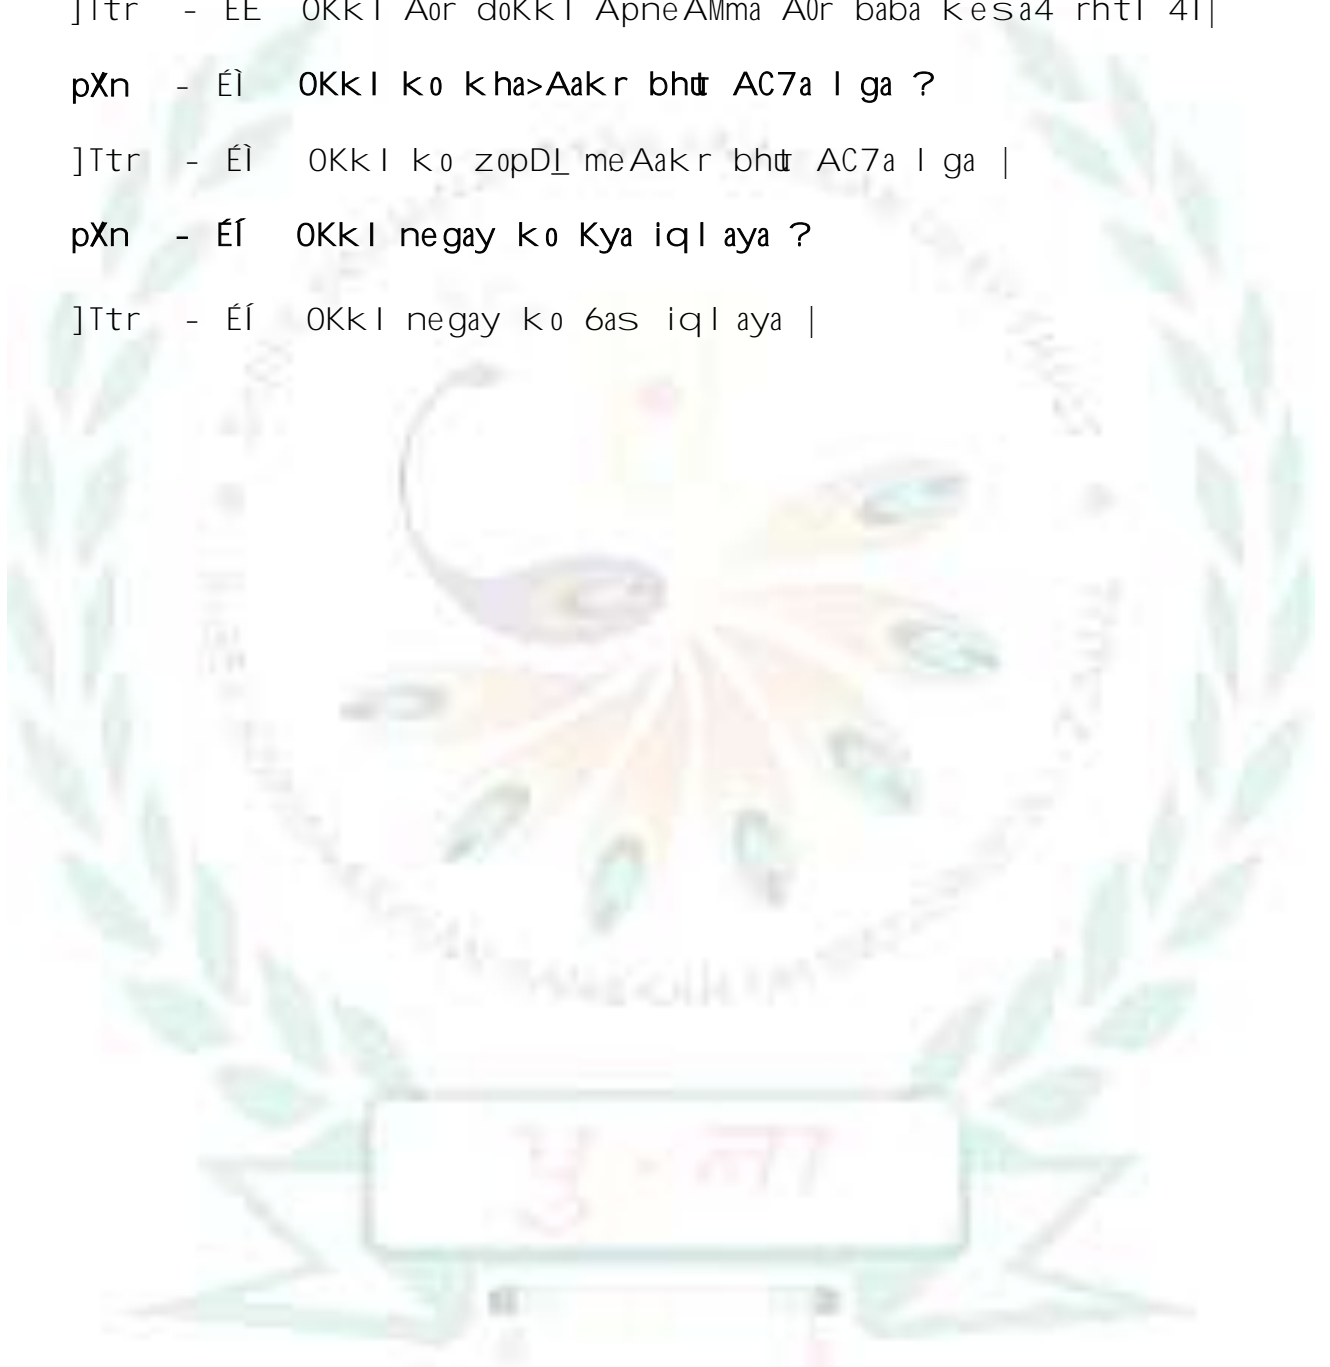 ]Ttr - ÉË OKkI Aor doKkI ApneAMma A0r baba kesa4 rhtI 4I|
pXn - ÉÌ OKkI ko kha>Aakr bhut AC7a lga ?
]Ttr - ÉÌ OKkI ko zopDI meAakr bhut AC7a lga |
pXn - ÉÍ OKkI negay ko Kya iqlaya ?
]Ttr - ÉÍ OKkI negay ko 6as iqlaya |